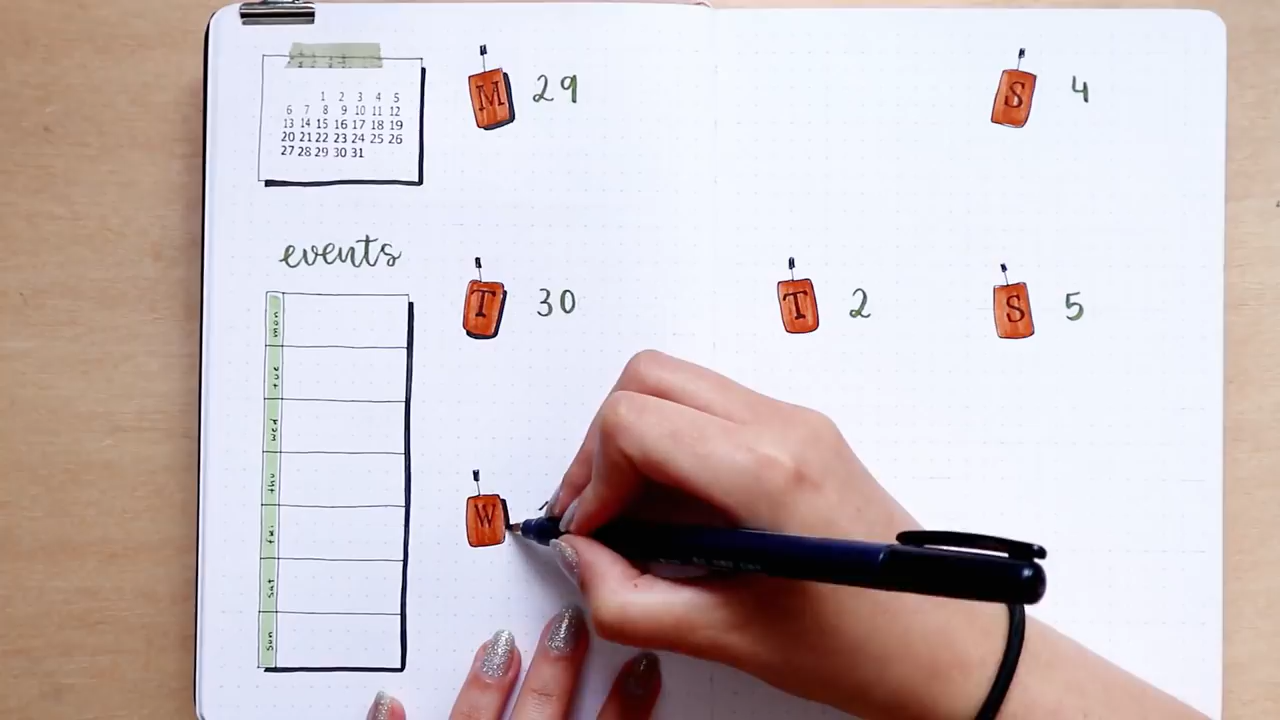 1 2 3 4 5
6 7 8 9 10 11 12
13 14 15 16 17 18 19
20 21 22 23 24 25 26
27 28 29 30 31
events
mon
tue
wed
thu
fri
sat
sun
M 29
T 30
W
T 2
S 4
S 5